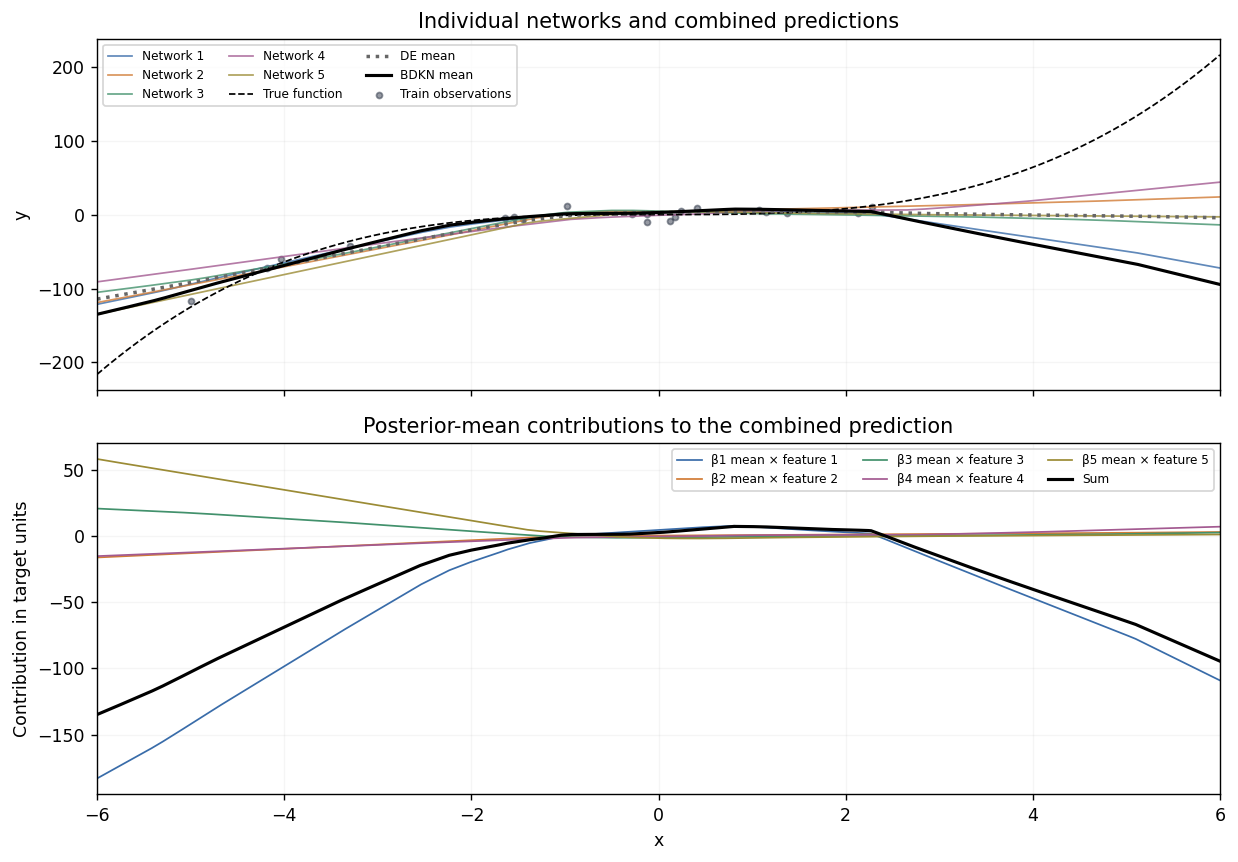 Individual networks and combined predictions
Network 1 Network 4 DE mean
Network 2 Network 5 BDKN mean
Network 3 True function Train observations
200
100
0
−100
−200
y
Posterior-mean contributions to the combined prediction
β1 mean × feature 1 β3 mean × feature 3 β5 mean × feature 5
β2 mean × feature 2 β4 mean × feature 4 Sum
50
0
−50
−100
−150
Contribution in target units
−6 −4 −2 0 2 4 6
x